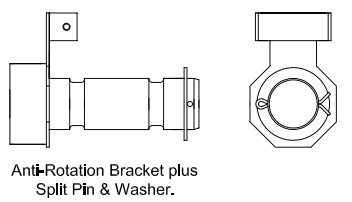 Anti-Rotation Bracket plus
Split Pin & Washer.